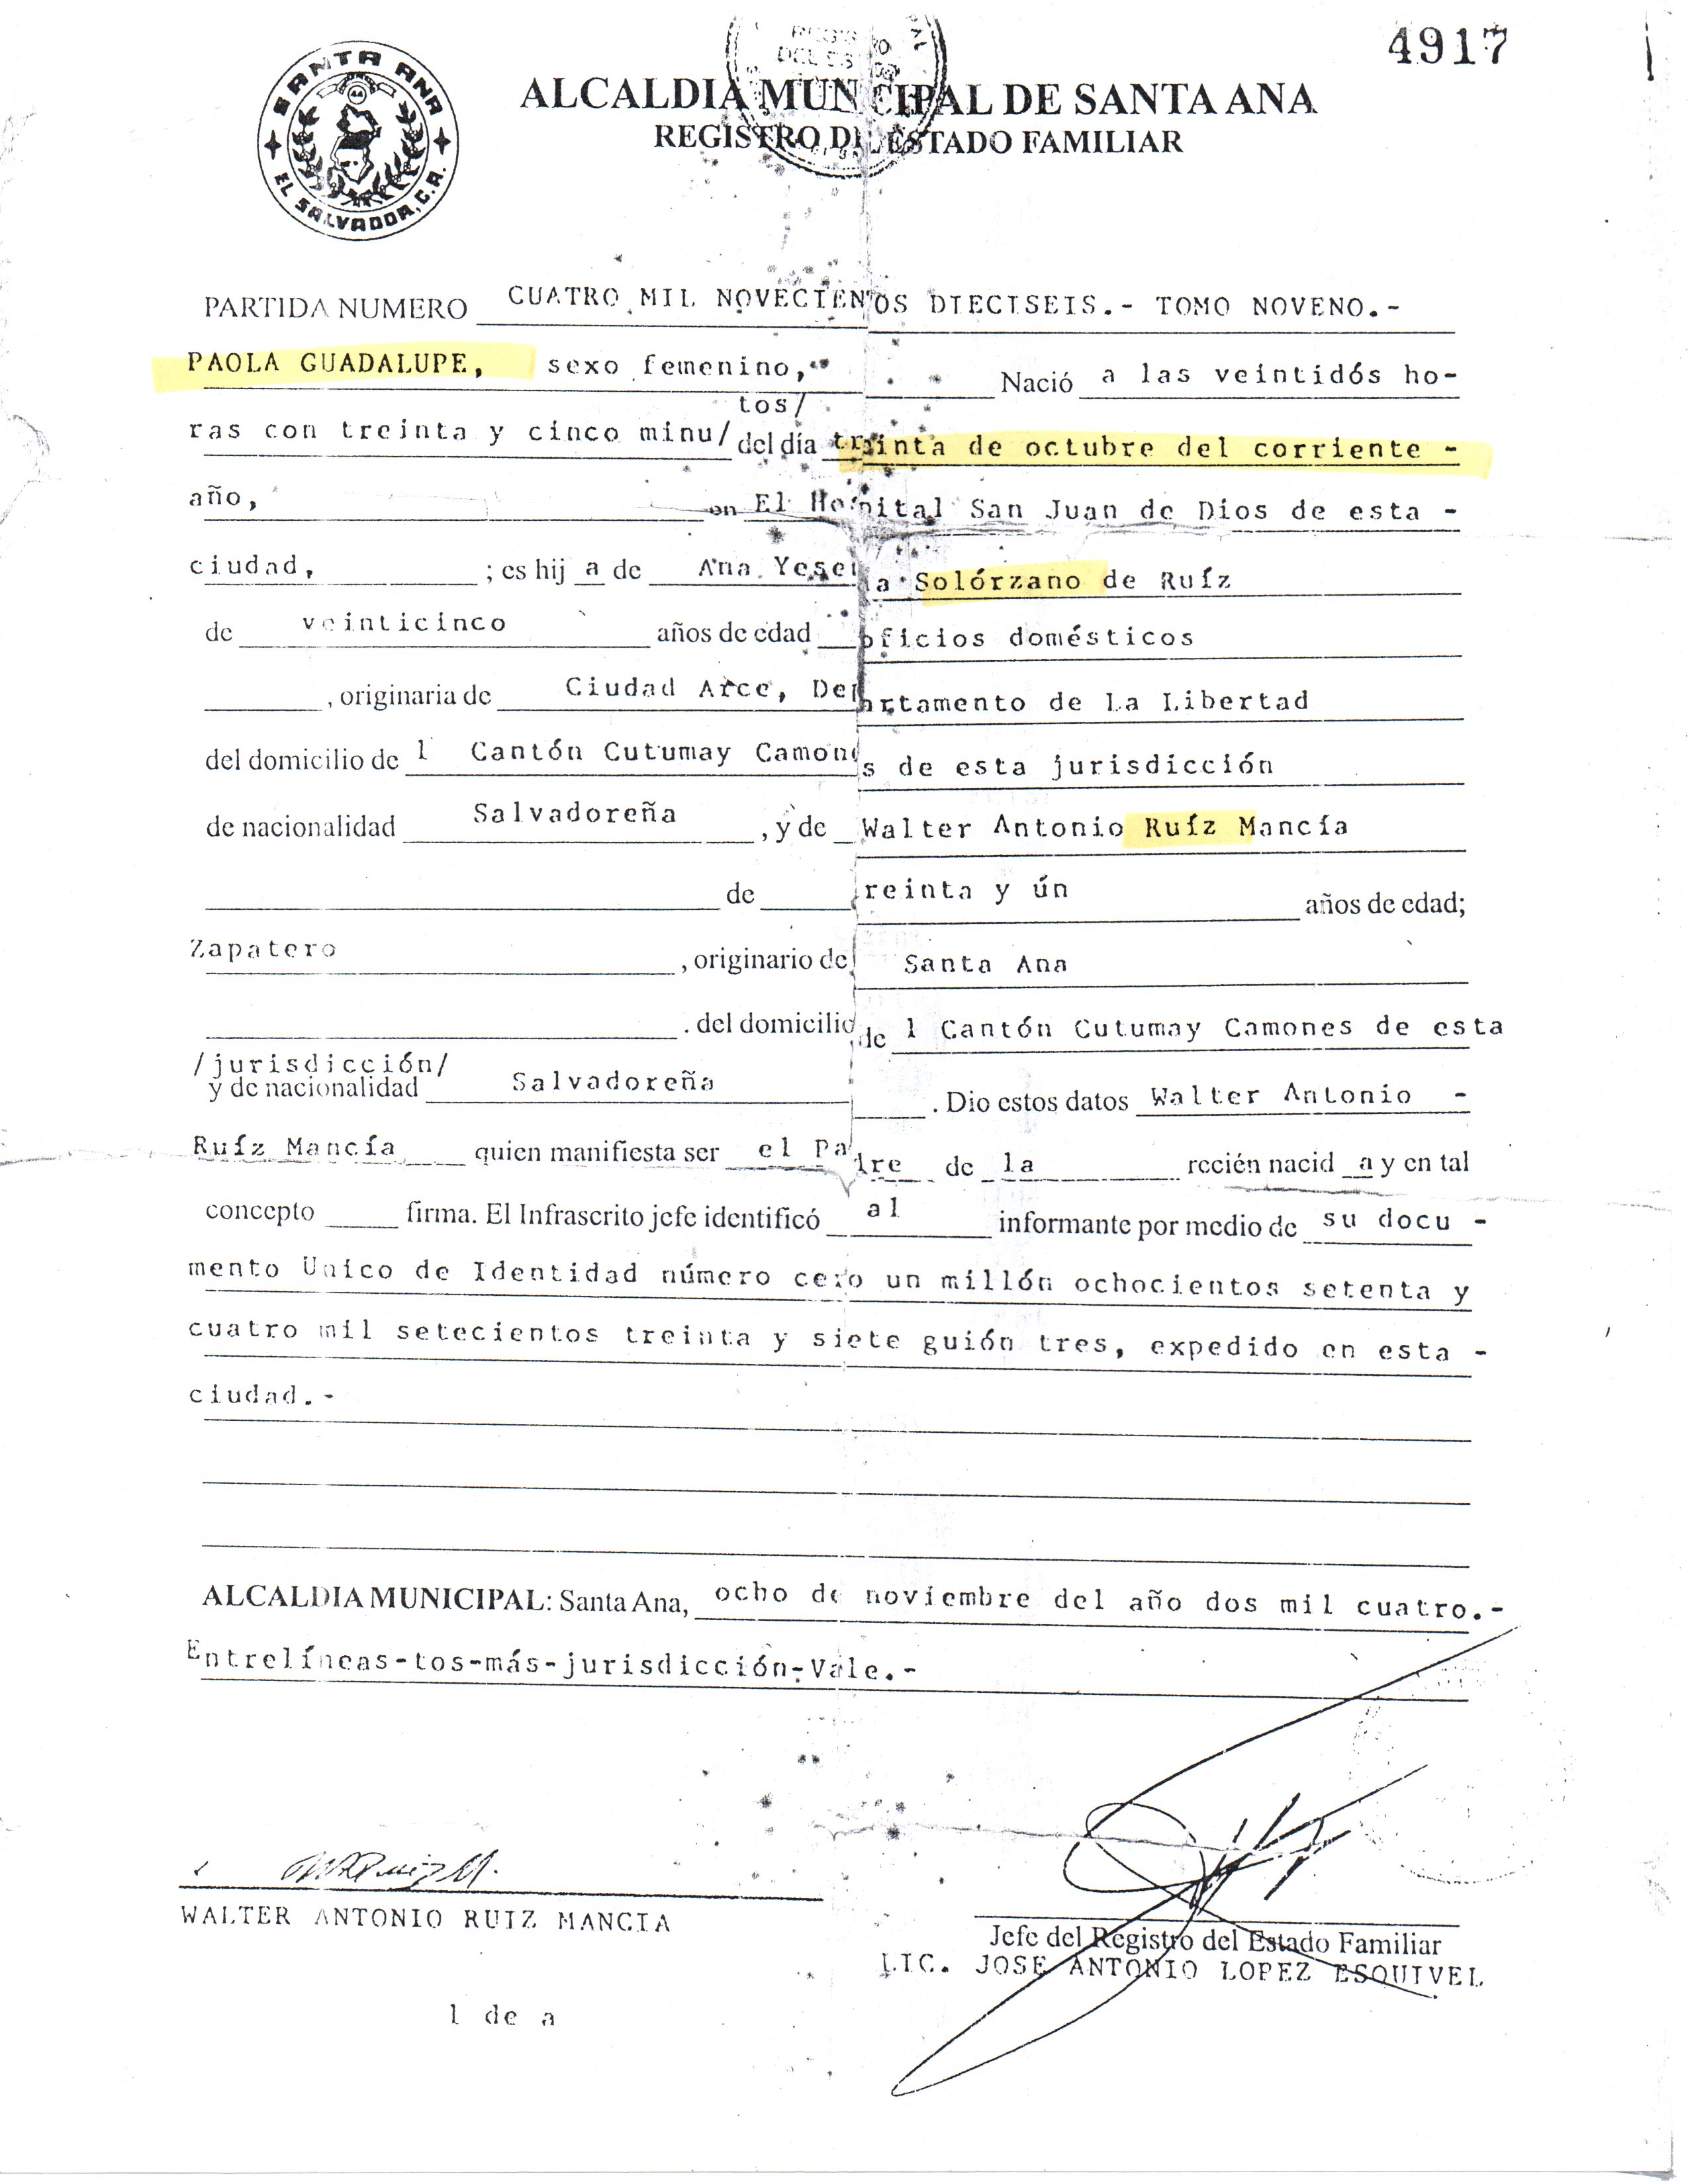 4917
SANTA ANA
EL SALVADOR, C.A.
ALCALDIA MUNICIPAL DE SANTA ANA
REGISTRO DEL ESTADO FAMILIAR
PARTIDA NUMERO CUATRO MIL NOVECIENTOS DIECISEIS.- TOMO NOVENO.-
PAOLA GUADALUPE, sexo femenino, Nació a las veintidós ho-
tos/
ras con treinta y cinco minu/ del día treinta de octubre del corriente -
año, en El Hospital San Juan de Dios de esta -
ciudad, ; es hij a de Ana Yesenia Solórzano de Ruíz
de veinticinco años de edad oficios domésticos
, originaria de Ciudad Arce, Departamento de La Libertad
del domicilio de l Cantón Cutumay Camones de esta jurisdicción
de nacionalidad Salvadoreña , y de Walter Antonio Ruíz Mancía
de treinta y ún años de edad;
Zapatero , originario de Santa Ana
. del domicilio de l Cantón Cutumay Camones de esta
/jurisdicción/
y de nacionalidad Salvadoreña . Dio estos datos Walter Antonio -
Ruíz Mancía quien manifiesta ser el Padre de la recién nacid a y en tal
concepto firma. El Infrascrito jefe identificó al informante por medio de su docu -
mento Unico de Identidad número cero un millón ochocientos setenta y
cuatro mil setecientos treinta y siete guión tres, expedido en esta -
ciudad.-
ALCALDIA MUNICIPAL: Santa Ana, ocho de noviembre del año dos mil cuatro.-
Entrelíneas-tos-más-jurisdicción-Vale.-
WALTER ANTONIO RUIZ MANCIA
Jefe del Registro del Estado Familiar
LIC. JOSE ANTONIO LOPEZ ESQUIVEL
l de a